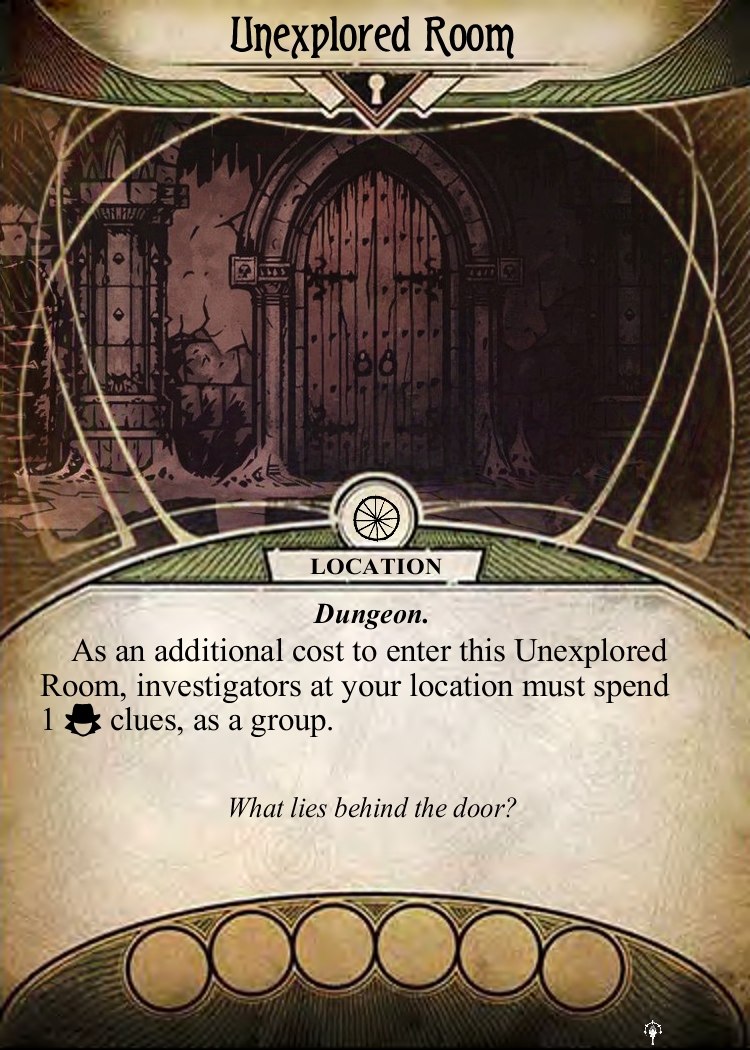 Unexplored Room
LOCATION
Dungeon.
As an additional cost to enter this Unexplored
Room, investigators at your location must spend
1 clues, as a group.
What lies behind the door?